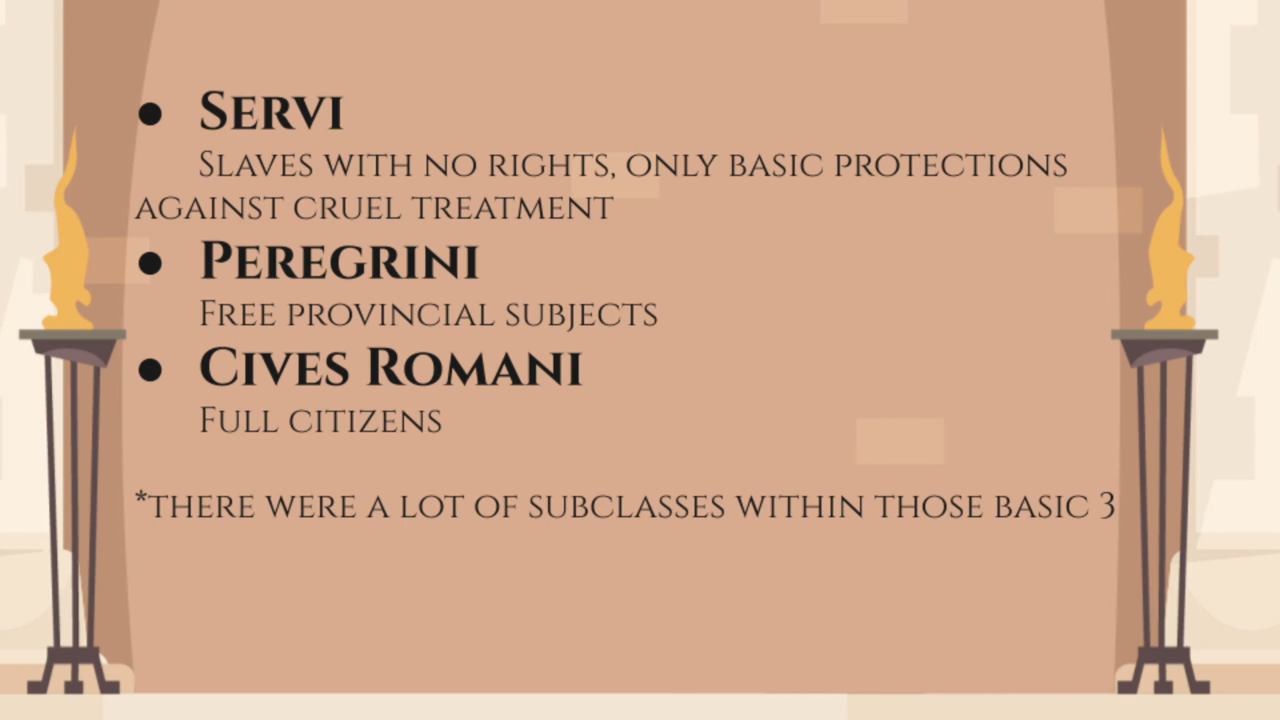 ● Servi
Slaves with no rights, only basic protections
against cruel treatment
● Peregrini
Free provincial subjects
● Cives Romani
Full citizens
*there were a lot of subclasses within those basic 3